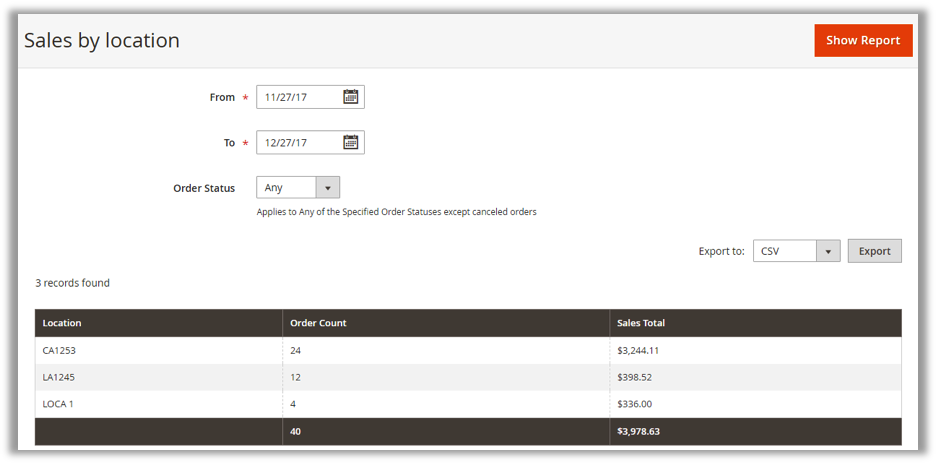 Sales by location
Show Report
From *
11/27/17
To *
12/27/17
Order Status
Any
Applies to Any of the Specified Order Statuses except canceled orders
Export to: CSV Export
3 records found
Location Order Count Sales Total
CA1253 24 $3,244.11
LA1245 12 $398.52
LOCA 1 4 $336.00
40 $3,978.63